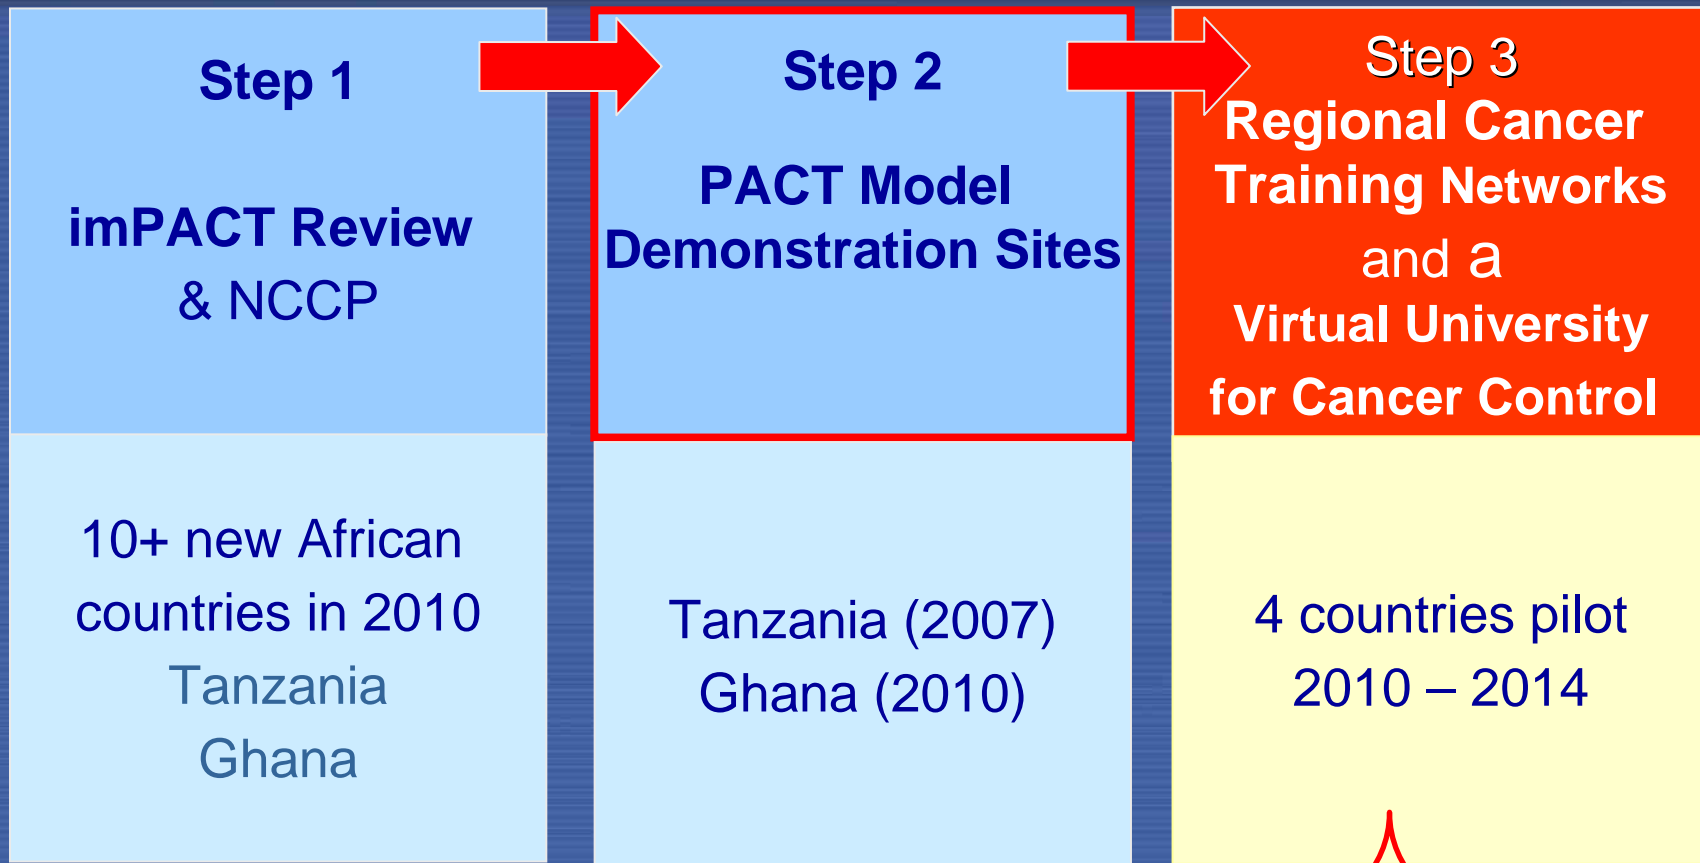 Step 1
imPACT Review
& NCCP
10+ new African
countries in 2010
Tanzania
Ghana
Step 2
PACT Model
Demonstration Sites
Tanzania (2007)
Ghana (2010)
Step 3
Regional Cancer
Training Networks
and a
Virtual University
for Cancer Control
4 countries pilot
2010 – 2014